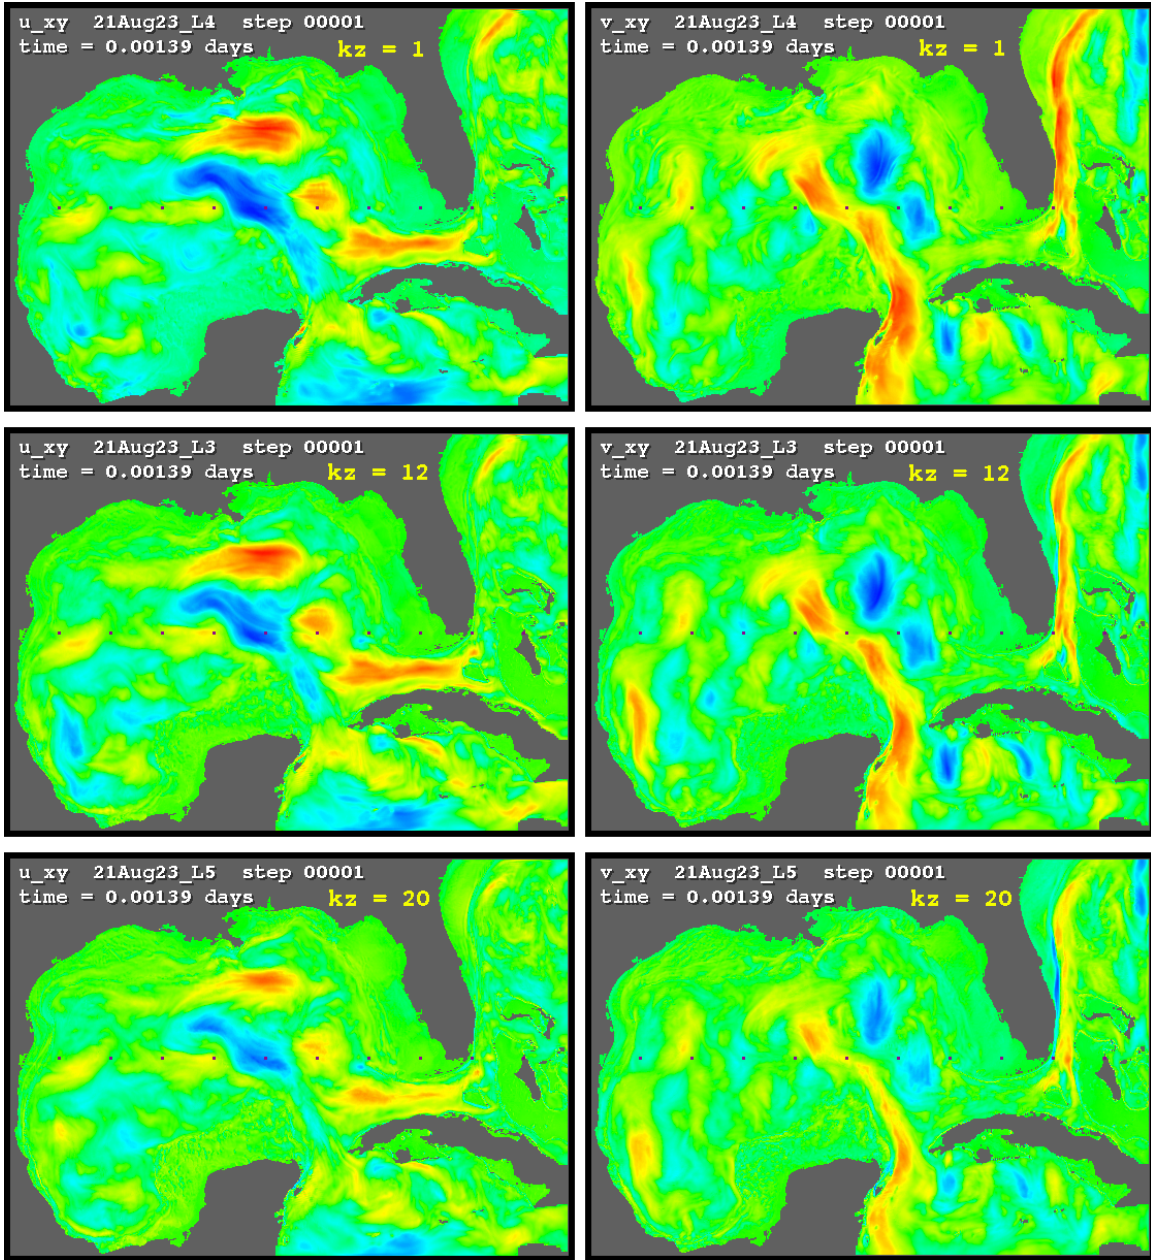 u_xy 21Aug23_L4 step 00001
time = 0.00139 days kz = 1
v_xy 21Aug23_L4 step 00001
time = 0.00139 days kz = 1
u_xy 21Aug23_L3 step 00001
time = 0.00139 days kz = 12
v_xy 21Aug23_L3 step 00001
time = 0.00139 days kz = 12
u_xy 21Aug23_L5 step 00001
time = 0.00139 days kz = 20
v_xy 21Aug23_L5 step 00001
time = 0.00139 days kz = 20